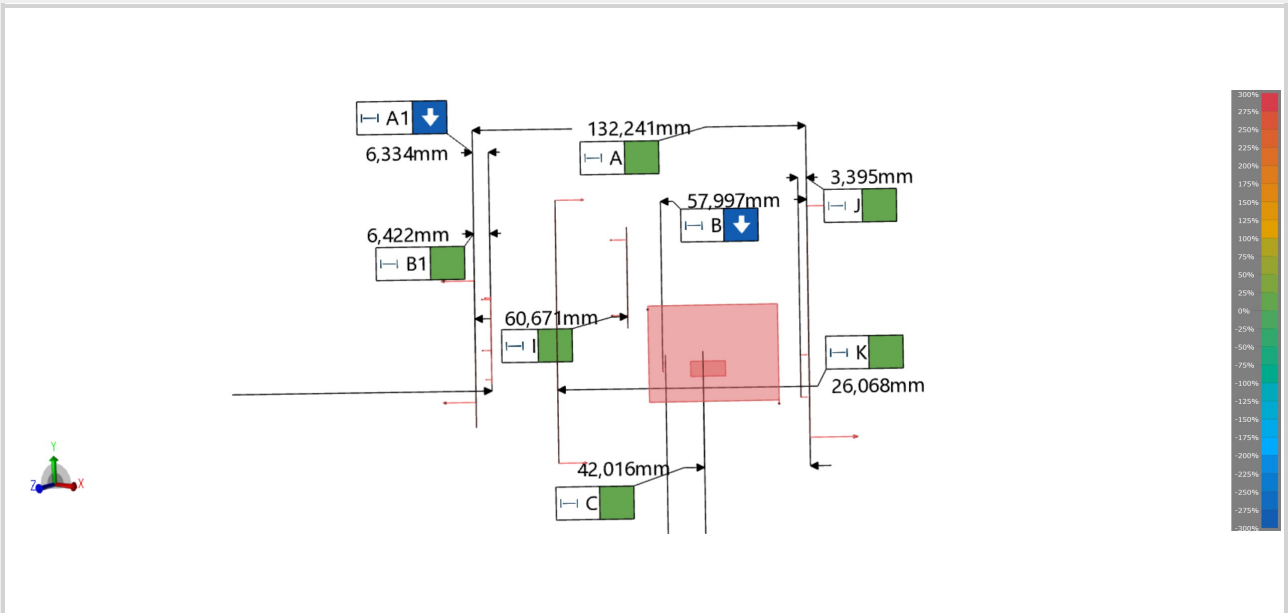 A1
6,334mm
132,241mm
A
3,395mm
J
57,997mm
B
6,422mm
B1
60,671mm
I
K
26,068mm
42,016mm
C
Y
Z
X
300%
275%
250%
225%
200%
175%
150%
125%
100%
75%
50%
25%
0%
-25%
-50%
-75%
-100%
-125%
-150%
-175%
-200%
-225%
-250%
-275%
-300%